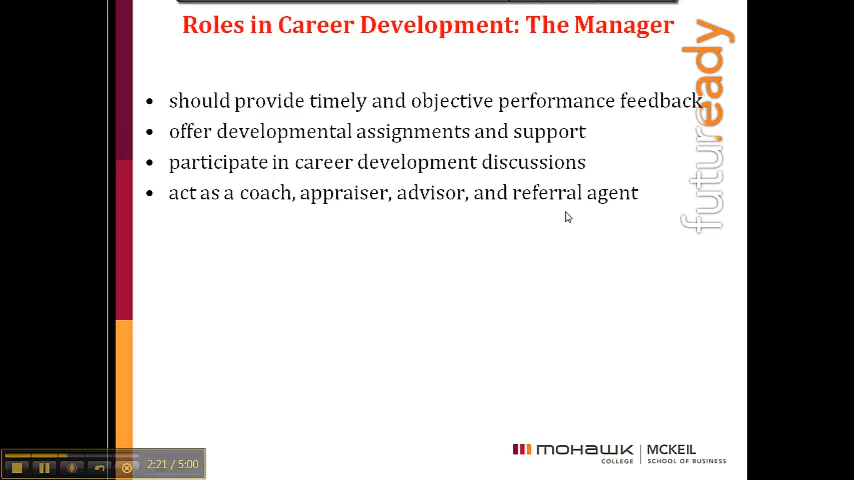 Roles in Career Development: The Manager
futureready
• should provide timely and objective performance feedback
• offer developmental assignments and support
• participate in career development discussions
• act as a coach, appraiser, advisor, and referral agent
mohawk
COLLEGE
MCKEIL
SCHOOL OF BUSINESS
2:21 / 5:00